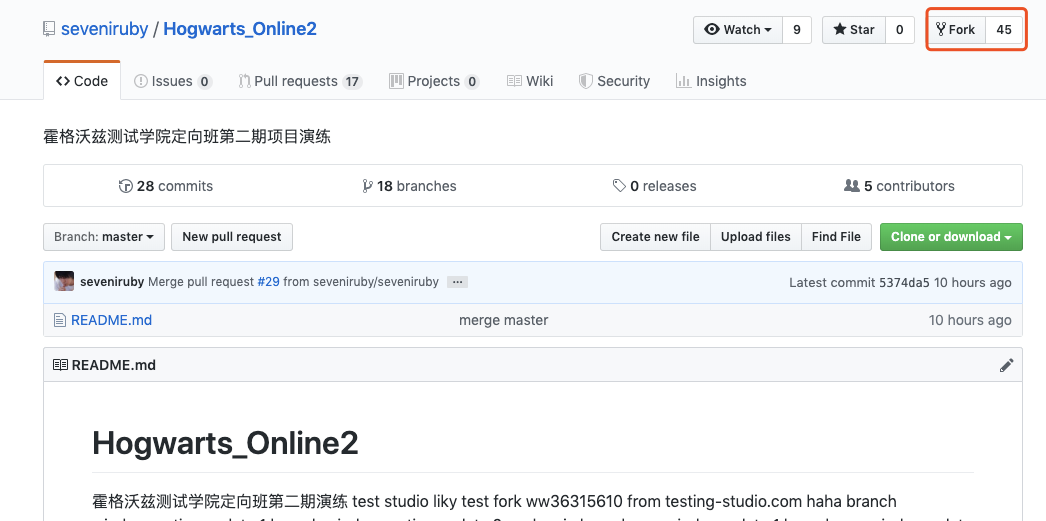 seveniruby / Hogwarts_Online2 Watch 9 Star 0 Fork 45
Code Issues 0 Pull requests 17 Projects 0 Wiki Security Insights
霍格沃兹测试学院定向班第二期项目演练
28 commits 18 branches 0 releases 5 contributors
Branch: master New pull request Create new file Upload files Find File Clone or download
seveniruby Merge pull request #29 from seveniruby/seveniruby ... Latest commit 5374da5 10 hours ago
README.md merge master 10 hours ago
README.md
Hogwarts_Online2
霍格沃兹测试学院定向班第二期演练 test studio liky test fork ww36315610 from testing-studio.com haha branch